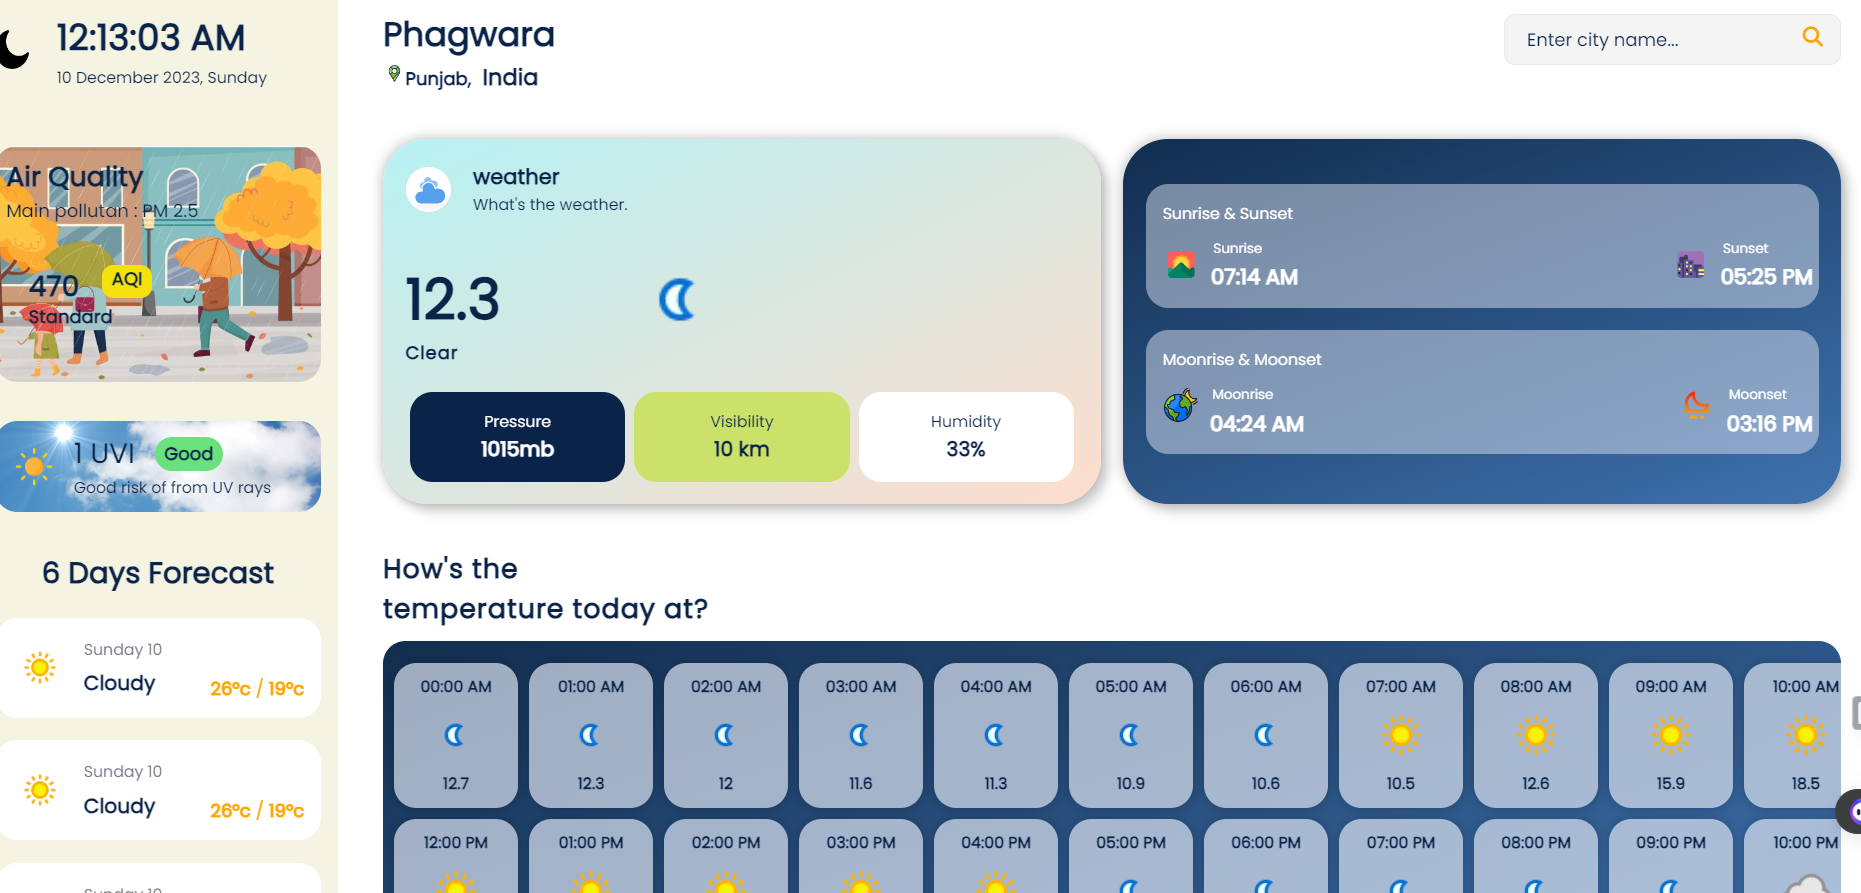 12:13:03 AM
10 December 2023, Sunday
Air Quality
Main pollutan : PM 2.5
470 AQI
Standard
1 UVI Good
Good risk of from UV rays
6 Days Forecast
Sunday 10
Cloudy 26°c / 19°c
Sunday 10
Cloudy 26°c / 19°c
Sunday 10
Phagwara
Punjab, India
Enter city name...
weather
What's the weather.
12.3
Clear
Pressure
1015mb
Visibility
10 km
Humidity
33%
Sunrise & Sunset
Sunrise
07:14 AM
Sunset
05:25 PM
Moonrise & Moonset
Moonrise
04:24 AM
Moonset
03:16 PM
How's the
temperature today at?
00:00 AM 01:00 AM 02:00 AM 03:00 AM 04:00 AM 05:00 AM 06:00 AM 07:00 AM 08:00 AM 09:00 AM 10:00 AM
12.7 12.3 12 11.6 11.3 10.9 10.6 10.5 12.6 15.9 18.5
12:00 PM 01:00 PM 02:00 PM 03:00 PM 04:00 PM 05:00 PM 06:00 PM 07:00 PM 08:00 PM 09:00 PM 10:00 PM